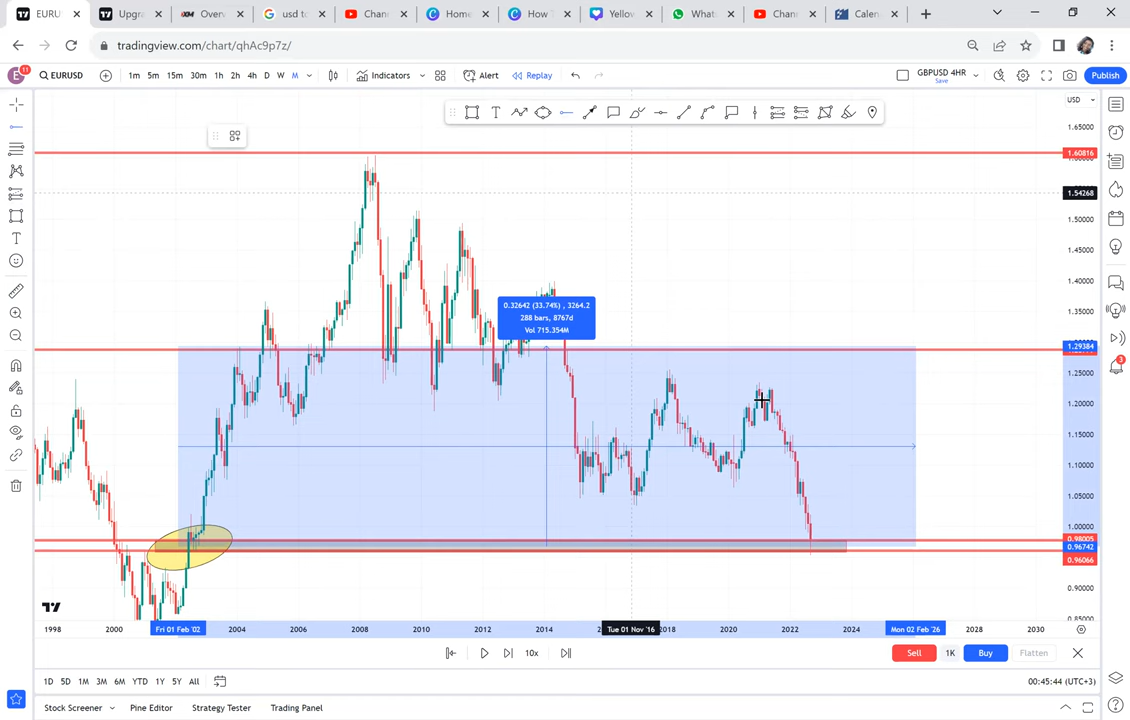 Upgra
Overv
usd to
Chan
Home
How T
Yellov
What
Chan
Calen
tradingview.com/chart/qhAc9p7z/
E
11
EURUSD
1m 5m 15m 30m 1h 2h 4h D W M
Indicators
Alert
Replay
GBPUSD 4HR
Save
Publish
USD
1.65000
1.60816
1.54268
1.50000
1.45000
1.40000
1.35000
0.32642 (33.74%) , 3264.2
288 bars, 8767d
Vol 715.354M
1.29384
1.25000
1.20000
1.15000
1.10000
1.05000
1.00000
0.98005
0.96742
0.96066
0.90000
0.85000
1998 2000 Fri 01 Feb '02 2004 2006 2008 2010 2012 2014 Tue 01 Nov '16 2018 2020 2022 2024 Mon 02 Feb '26 2028 2030
10x
Sell 1K Buy Flatten
1D 5D 1M 3M 6M YTD 1Y 5Y All
00:45:44 (UTC+3)
Stock Screener Pine Editor Strategy Tester Trading Panel
3